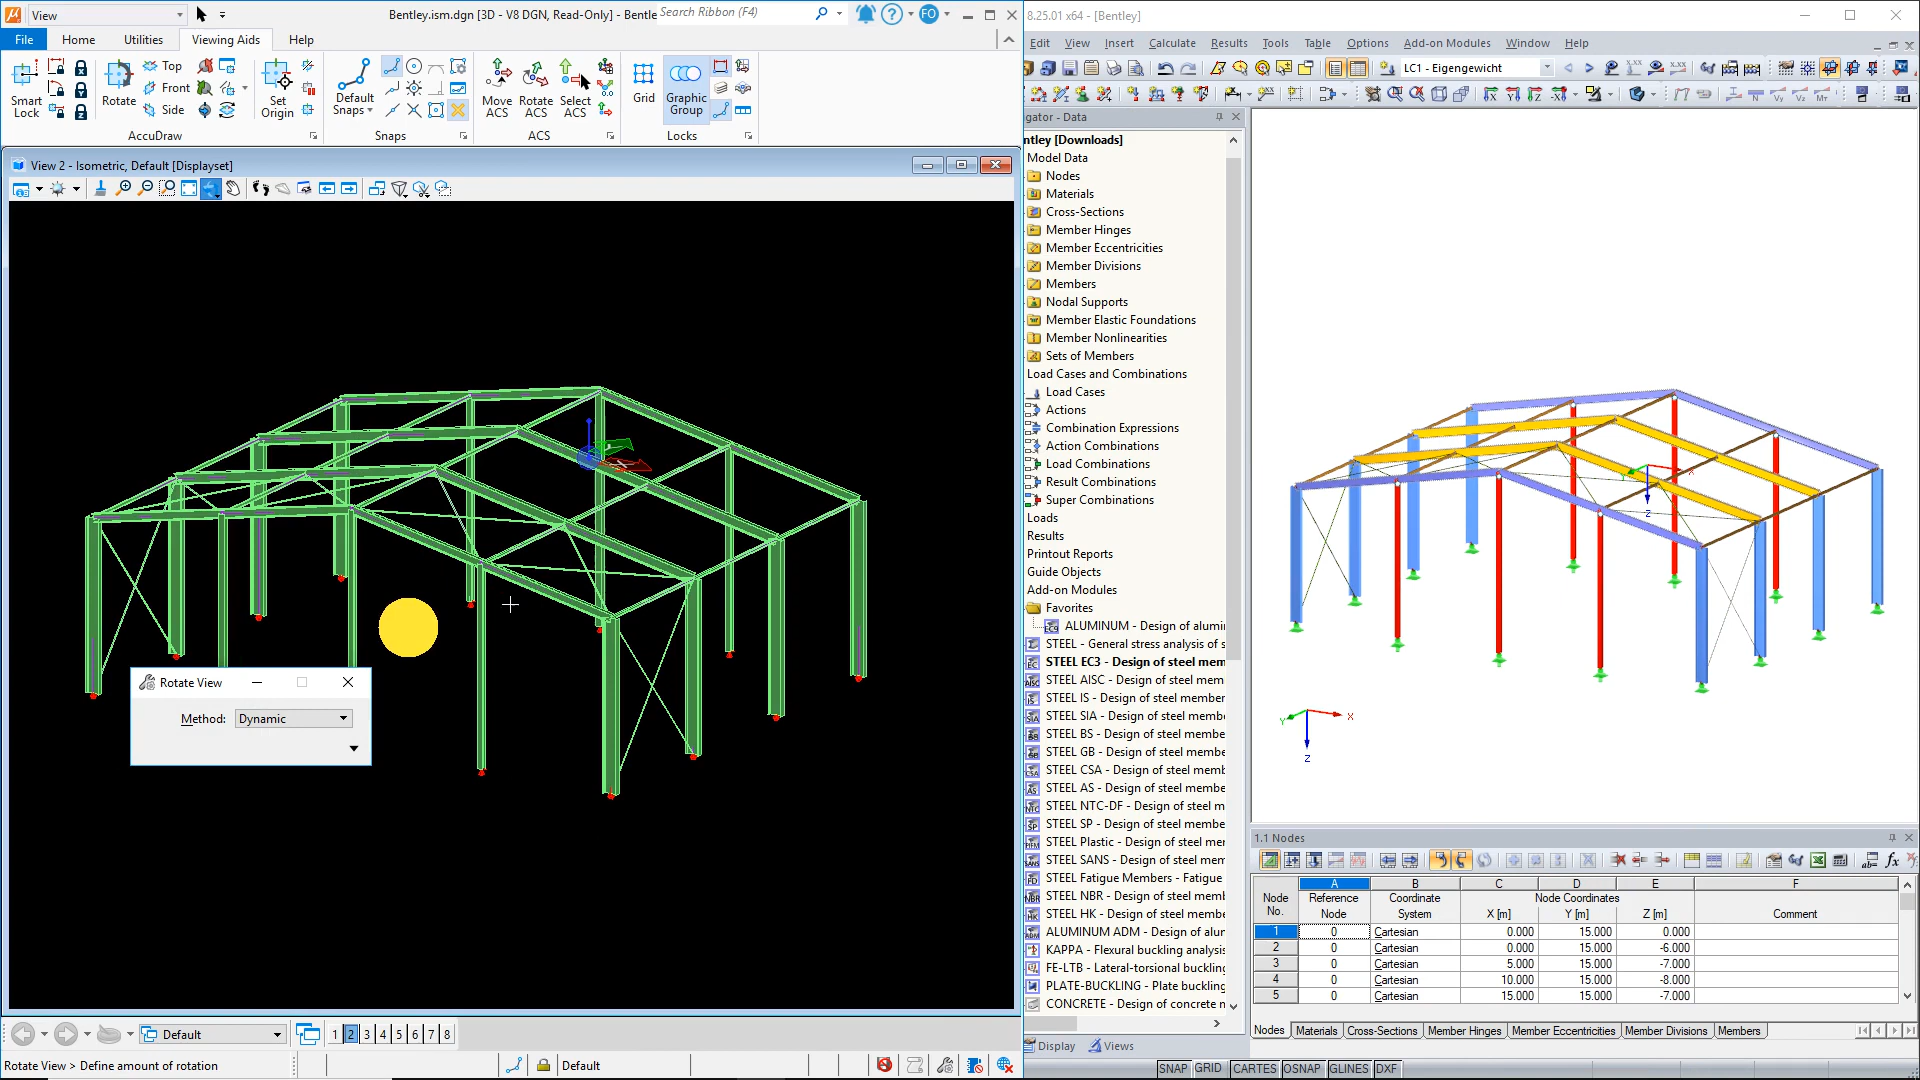 View
Bentley.ism.dgn [3D - V8 DGN, Read-Only] - Bentle
Search Ribbon (F4)
FO
File
Home
Utilities
Viewing Aids
Help
Smart Lock
Rotate
Top
Front
Side
Set Origin
AccuDraw
Default Snaps
Snaps
Move ACS
Rotate ACS
Select ACS
ACS
Grid
Graphic Group
Locks
View 2 - Isometric, Default [Displayset]
Rotate View
Method: Dynamic
Default
1 2 3 4 5 6 7 8
Rotate View > Define amount of rotation
Default
8.25.01 x64 - [Bentley]
Edit View Insert Calculate Results Tools Table Options Add-on Modules Window Help
LC1 - Eigengewicht
gator - Data
ntley [Downloads]
Model Data
Nodes
Materials
Cross-Sections
Member Hinges
Member Eccentricities
Member Divisions
Members
Nodal Supports
Member Elastic Foundations
Member Nonlinearities
Sets of Members
Load Cases and Combinations
Load Cases
Actions
Combination Expressions
Action Combinations
Load Combinations
Result Combinations
Super Combinations
Loads
Results
Printout Reports
Guide Objects
Add-on Modules
Favorites
ALUMINUM - Design of alumin
STEEL - General stress analysis of s
STEEL EC3 - Design of steel mem
STEEL AISC - Design of steel mem
STEEL IS - Design of steel member
STEEL SIA - Design of steel membe
STEEL BS - Design of steel membe
STEEL GB - Design of steel membe
STEEL CSA - Design of steel memb
STEEL AS - Design of steel membe
STEEL NTC-DF - Design of steel m
STEEL SP - Design of steel membe
STEEL Plastic - Design of steel mem
STEEL SANS - Design of steel mem
STEEL Fatigue Members - Fatigue
STEEL NBR - Design of steel memb
STEEL HK - Design of steel membe
ALUMINUM ADM - Design of alur
KAPPA - Flexural buckling analysis
FE-LTB - Lateral-torsional buckling
PLATE-BUCKLING - Plate buckling
CONCRETE - Design of concrete n
Display
Views
Z
Y
X
Z
1.1 Nodes
A B C D E F
Node No.
Reference Node
Coordinate System
Node Coordinates
X [m]
Y [m]
Z [m]
Comment
1 0 Cartesian 0.000 15.000 0.000
2 0 Cartesian 0.000 15.000 -6.000
3 0 Cartesian 5.000 15.000 -7.000
4 0 Cartesian 10.000 15.000 -8.000
5 0 Cartesian 15.000 15.000 -7.000
Nodes Materials Cross-Sections Member Hinges Member Eccentricities Member Divisions Members
SNAP GRID CARTES OSNAP GLINES DXF